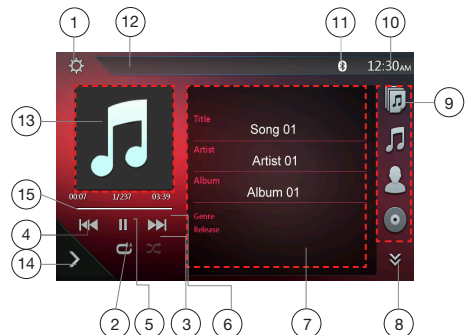 1
12
11
10
12:30AM
9
13
Title
Song 01
Artist
Artist 01
Album
Album 01
Genre
Release
00:07 1/237 03:39
15
4
14
2
5
3
6
7
8